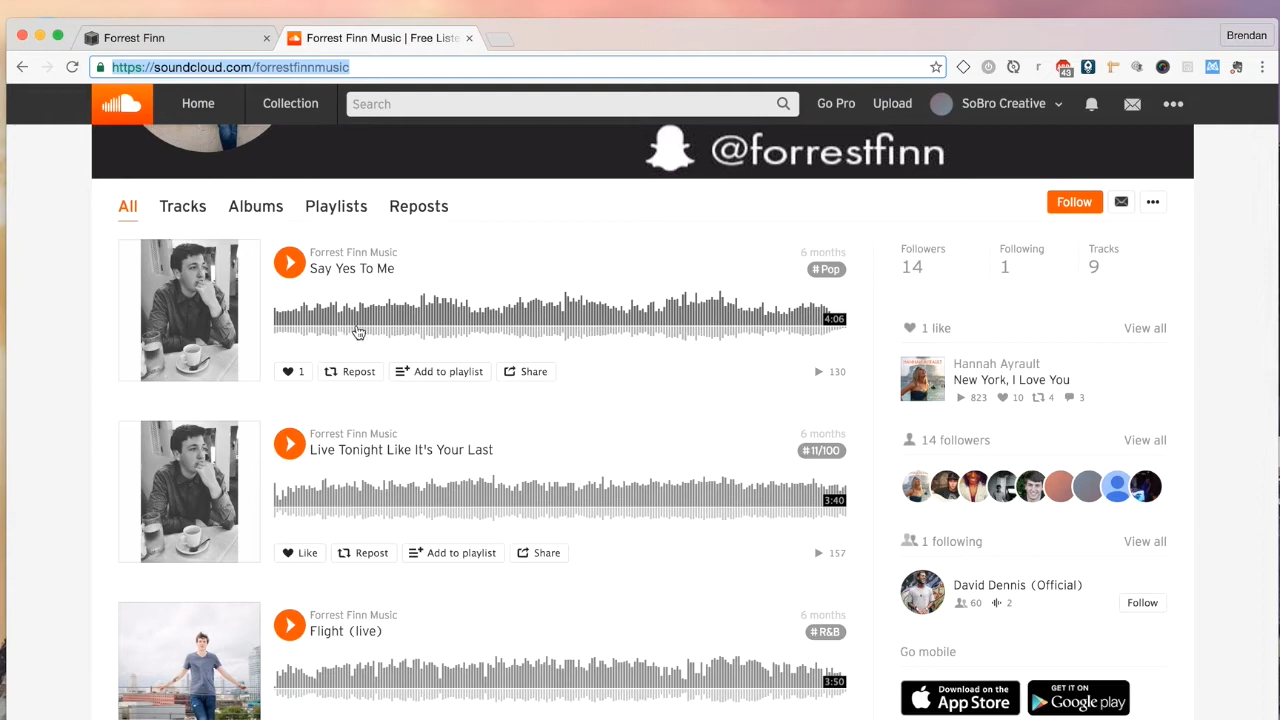 Forrest Finn
Forrest Finn Music | Free Liste
Brendan
https://soundcloud.com/forrestfinnmusic
43
Home
Collection
Search
Go Pro
Upload
SoBro Creative
@forrestfinn
All
Tracks
Albums
Playlists
Reposts
Follow
Forrest Finn Music
6 months
Say Yes To Me
# Pop
4:06
1
Repost
Add to playlist
Share
130
Forrest Finn Music
6 months
Live Tonight Like It's Your Last
# 11/100
3:40
Like
Repost
Add to playlist
Share
157
Forrest Finn Music
6 months
Flight (live)
# R&B
3:50
Followers
14
Following
1
Tracks
9
1 like
View all
Hannah Ayrault
New York, I Love You
823
10
4
3
14 followers
View all
1 following
View all
David Dennis (Official)
60
2
Follow
Go mobile
Download on the
App Store
GET IT ON
Google play